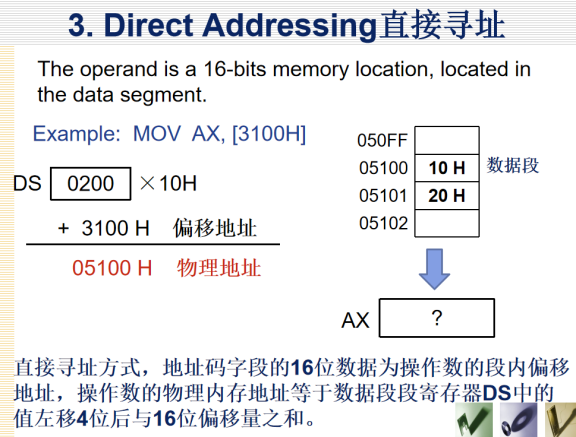 3. Direct Addressing直接寻址
The operand is a 16-bits memory location, located in
the data segment.
Example: MOV AX, [3100H]
DS 0200 ×10H
+ 3100 H 偏移地址
05100 H 物理地址
050FF
05100 10 H 数据段
05101 20 H
05102
AX ?
直接寻址方式，地址码字段的16位数据为操作数的段内偏移
地址，操作数的物理内存地址等于数据段段寄存器DS中的
值左移4位后与16位偏移量之和。